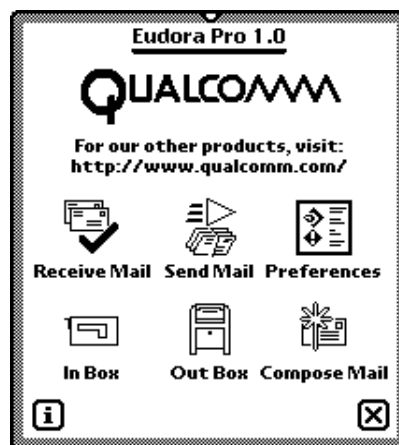 Eudora Pro 1.0
QUALCOMM
For our other products, visit:
http://www.qualcomm.com/
Receive Mail Send Mail Preferences
In Box Out Box Compose Mail
i